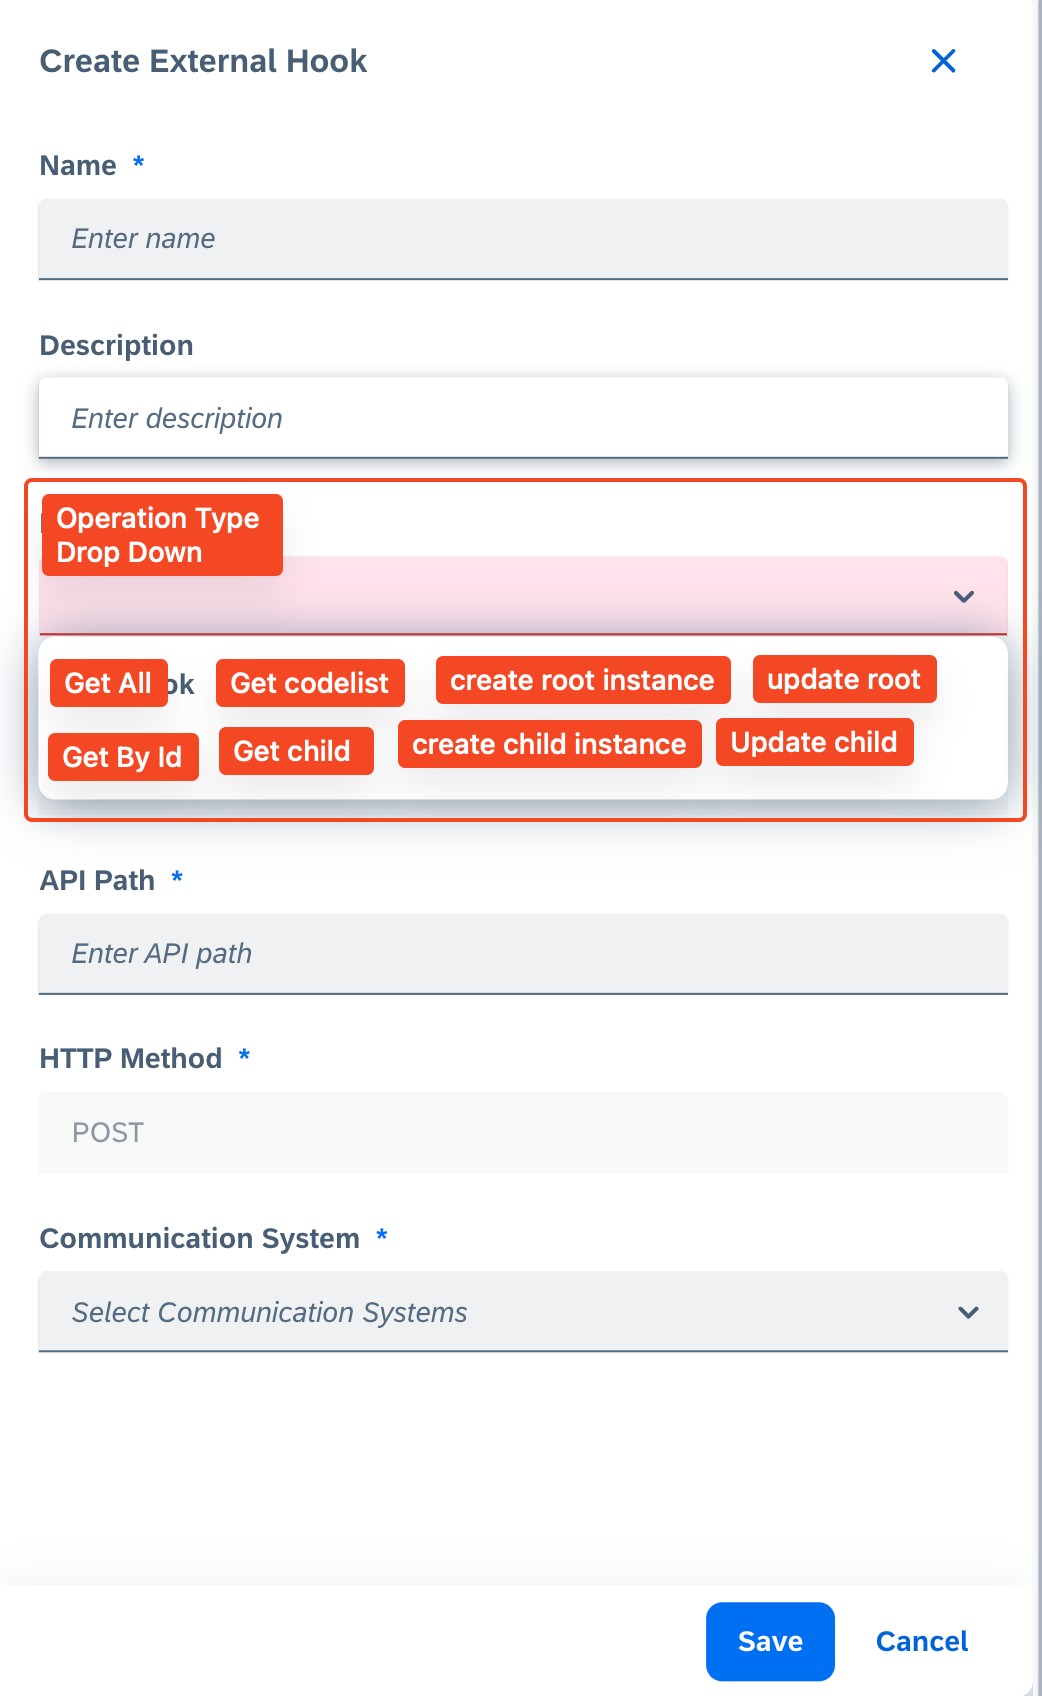 Create External Hook
Name *
Enter name
Description
Enter description
Operation Type
Drop Down
Get All ok Get codelist create root instance update root
Get By Id Get child create child instance Update child
API Path *
Enter API path
HTTP Method *
POST
Communication System *
Select Communication Systems
Save Cancel